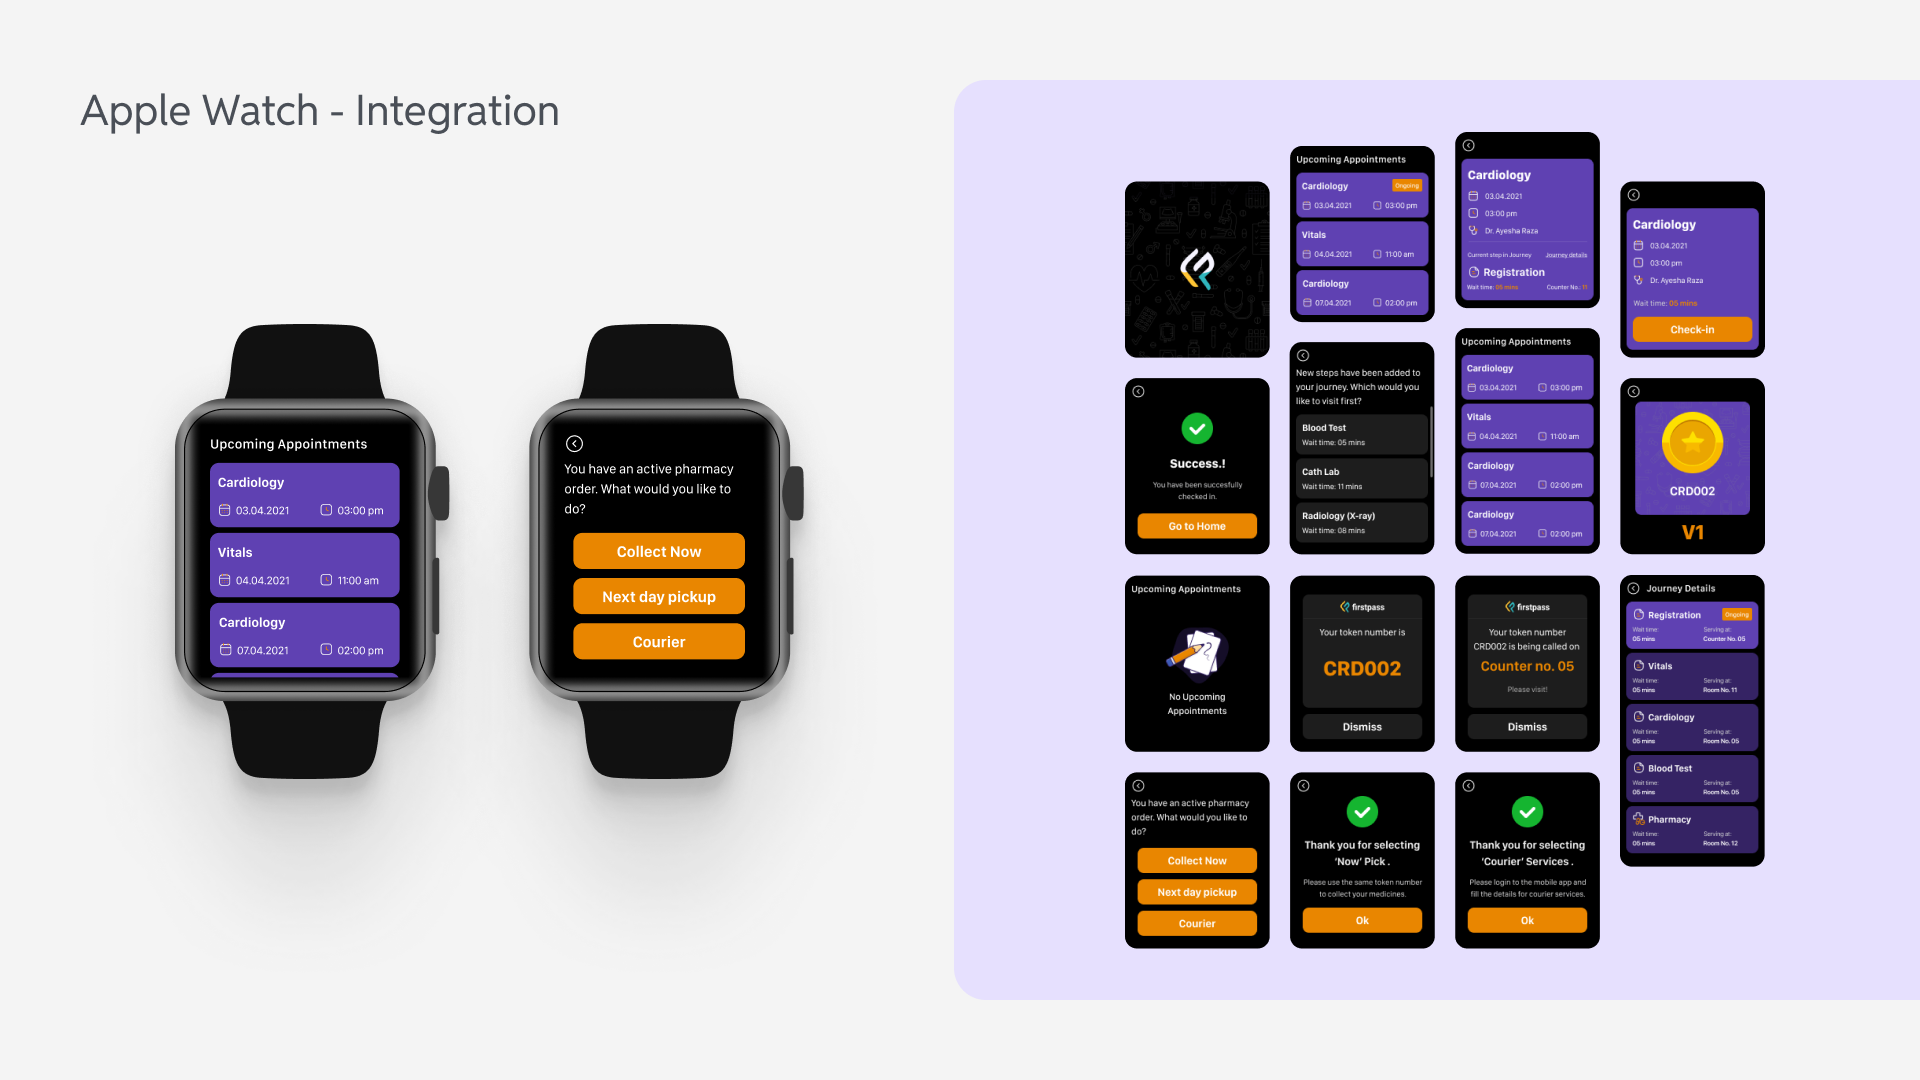 Apple Watch - Integration
Upcoming Appointments
Cardiology
03.04.2021
03:00 pm
Vitals
04.04.2021
11:00 am
Cardiology
07.04.2021
02:00 pm
You have an active pharmacy
order. What would you like to
do?
Collect Now
Next day pickup
Courier
Upcoming Appointments
Cardiology
Ongoing
03.04.2021
03:00 pm
Vitals
04.04.2021
11:00 am
Cardiology
07.04.2021
02:00 pm
Cardiology
03.04.2021
03:00 pm
Dr. Ayesha Raza
Current step in Journey
Journey details
Registration
Wait time: 05 mins
Counter No.: 11
Cardiology
03.04.2021
03:00 pm
Dr. Ayesha Raza
Wait time: 05 mins
Check-in
Success.!
You have been succesfully
checked in.
Go to Home
New steps have been added to
your journey. Which would you
like to visit first?
Blood Test
Wait time: 05 mins
Cath Lab
Wait time: 11 mins
Radiology (X-ray)
Wait time: 08 mins
Upcoming Appointments
Cardiology
03.04.2021
03:00 pm
Vitals
04.04.2021
11:00 am
Cardiology
07.04.2021
02:00 pm
Cardiology
07.04.2021
02:00 pm
CRD002
V1
Upcoming Appointments
No Upcoming
Appointments
firstpass
Your token number is
CRD002
Dismiss
firstpass
Your token number
CRD002 is being called on
Counter no. 05
Please visit!
Dismiss
Journey Details
Registration
Ongoing
Wait time:
05 mins
Serving at:
Counter No. 05
Vitals
Wait time:
05 mins
Serving at:
Room No. 11
Cardiology
Wait time:
05 mins
Serving at:
Room No. 05
Blood Test
Wait time:
05 mins
Serving at:
Room No. 05
Pharmacy
Wait time:
05 mins
Serving at:
Room No. 12
You have an active pharmacy
order. What would you like to
do?
Collect Now
Next day pickup
Courier
Thank you for selecting
‘Now’ Pick .
Please use the same token number
to collect your medicines.
Ok
Thank you for selecting
‘Courier’ Services .
Please login to the mobile app and
fill the details for courier services.
Ok